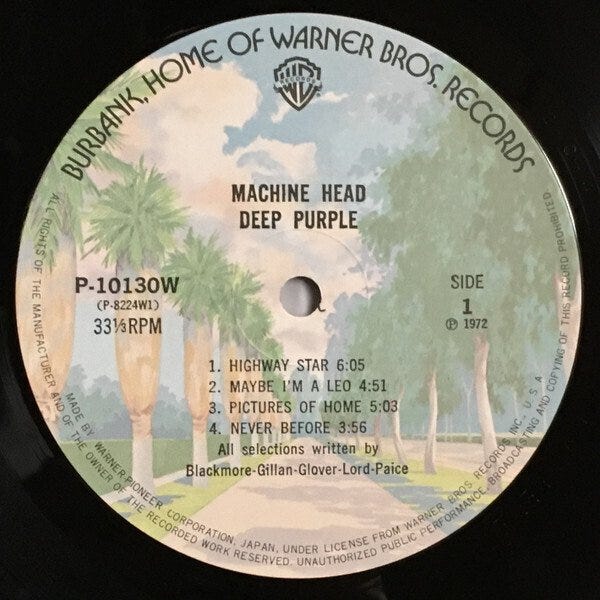 BURBANK, HOME OF WARNER BROS. RECORDS
WB
RECORDS
MACHINE HEAD
DEEP PURPLE
P-10130W
(P-8224W1)
33⅓RPM
SIDE
1
Ⓟ 1972
1. HIGHWAY STAR 6:05
2. MAYBE I'M A LEO 4:51
3. PICTURES OF HOME 5:03
4. NEVER BEFORE 3:56
All selections written by
Blackmore-Gillan-Glover-Lord-Paice
MADE BY WARNER-PIONEER CORPORATION, JAPAN, UNDER LICENSE FROM WARNER BROS RECORDS INC., U.S.A
ALL RIGHTS OF THE MANUFACTURER AND OF THE OWNER OF THE RECORDED WORK RESERVED. UNAUTHORIZED PUBLIC PERFORMANCE, BROADCASTING AND COPYING OF THIS RECORD PROHIBITED